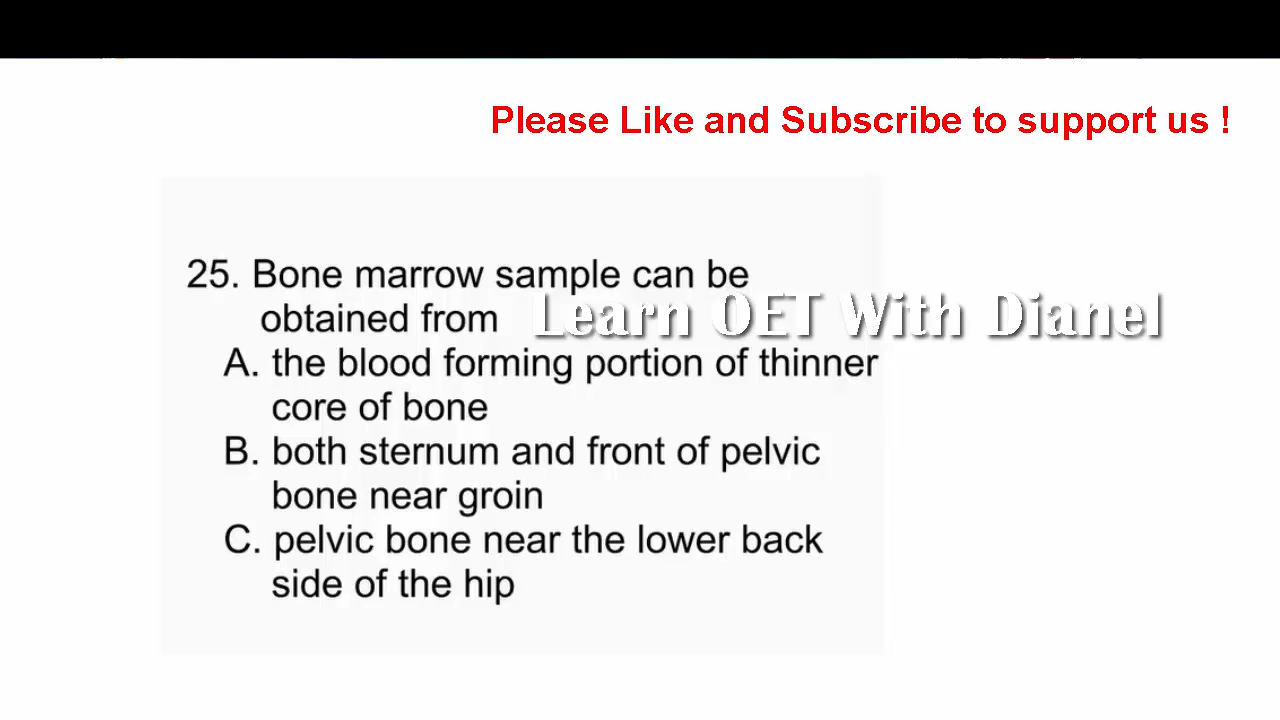 Please Like and Subscribe to support us !
25. Bone marrow sample can be
obtained from
Learn OET With Dianel
A. the blood forming portion of thinner
core of bone
B. both sternum and front of pelvic
bone near groin
C. pelvic bone near the lower back
side of the hip